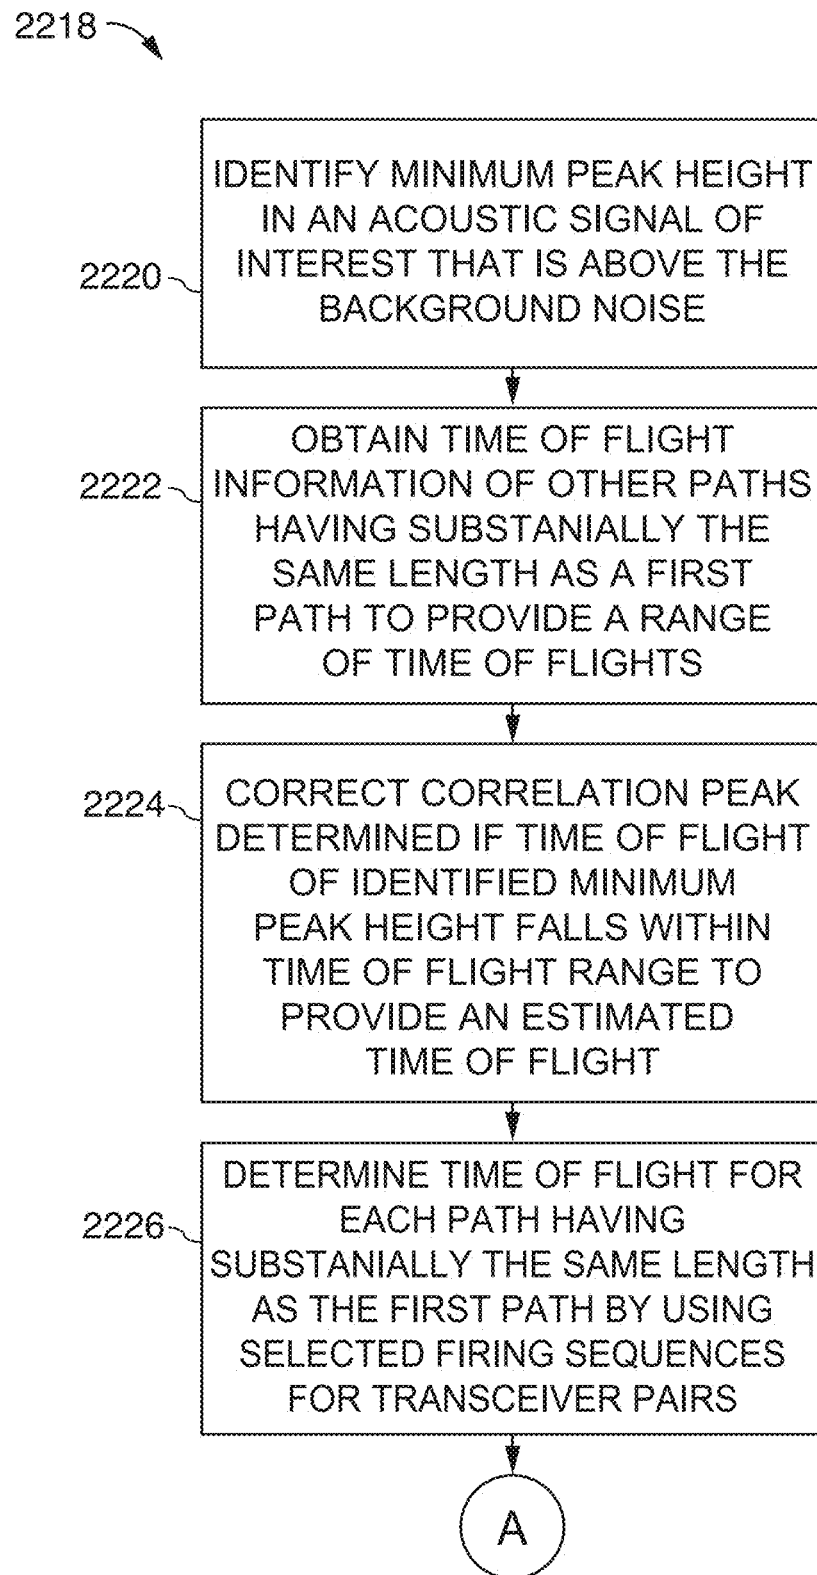 2218
IDENTIFY MINIMUM PEAK HEIGHT
IN AN ACOUSTIC SIGNAL OF
INTEREST THAT IS ABOVE THE
BACKGROUND NOISE
2220
OBTAIN TIME OF FLIGHT
INFORMATION OF OTHER PATHS
HAVING SUBSTANIALLY THE
SAME LENGTH AS A FIRST
PATH TO PROVIDE A RANGE
OF TIME OF FLIGHTS
2222
CORRECT CORRELATION PEAK
DETERMINED IF TIME OF FLIGHT
OF IDENTIFIED MINIMUM
PEAK HEIGHT FALLS WITHIN
TIME OF FLIGHT RANGE TO
PROVIDE AN ESTIMATED
TIME OF FLIGHT
2224
DETERMINE TIME OF FLIGHT FOR
EACH PATH HAVING
SUBSTANIALLY THE SAME LENGTH
AS THE FIRST PATH BY USING
SELECTED FIRING SEQUENCES
FOR TRANSCEIVER PAIRS
2226
A